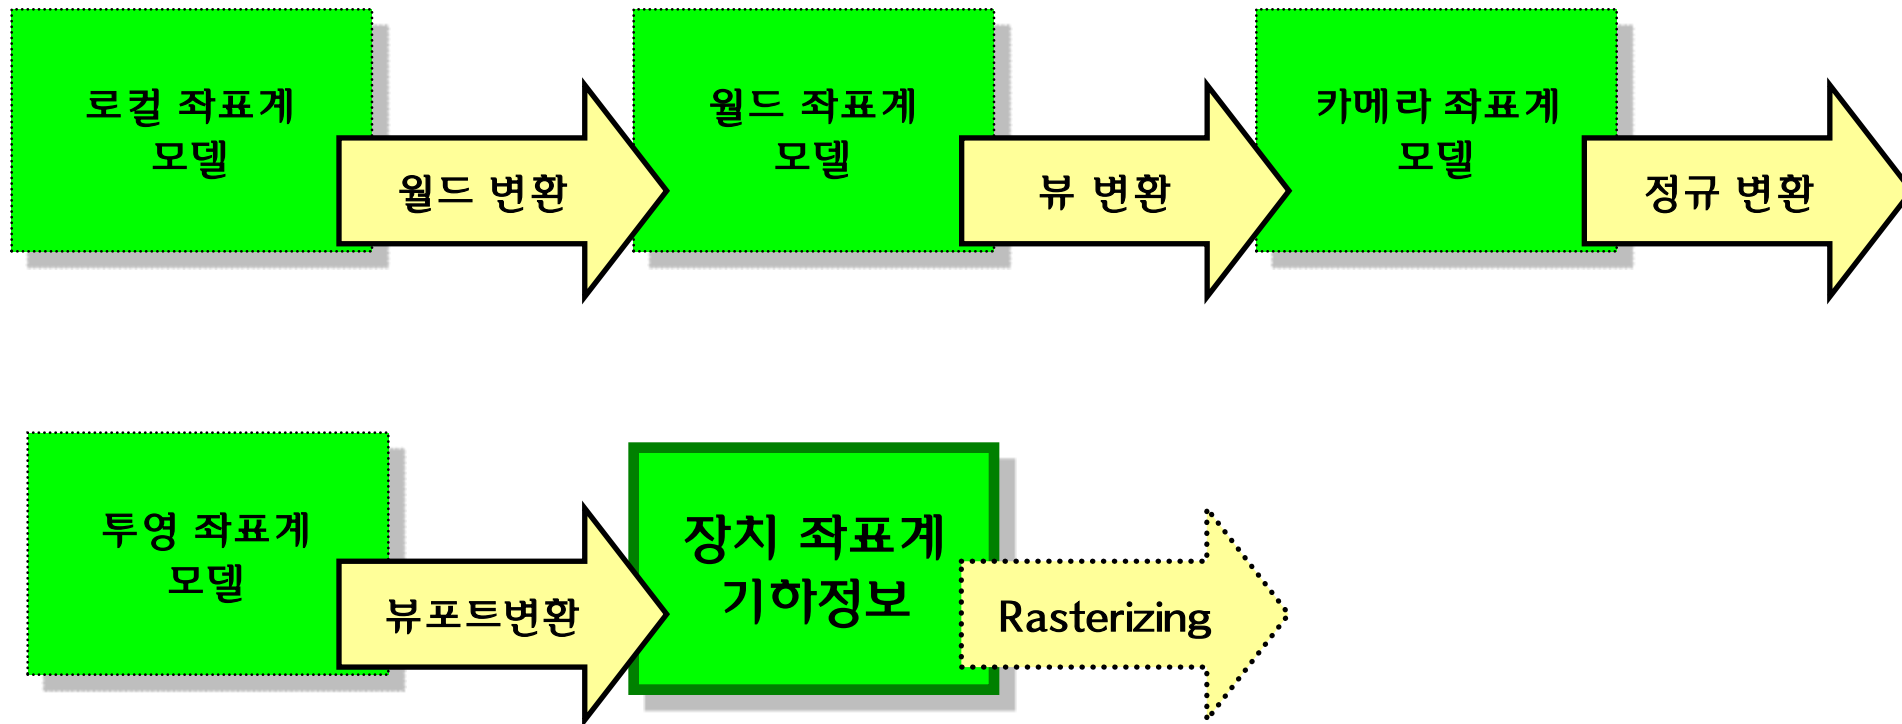 로컬 좌표계
모델
월드 변환
월드 좌표계
모델
뷰 변환
카메라 좌표계
모델
정규 변환
투영 좌표계
모델
뷰포트변환
장치 좌표계
기하정보
Rasterizing